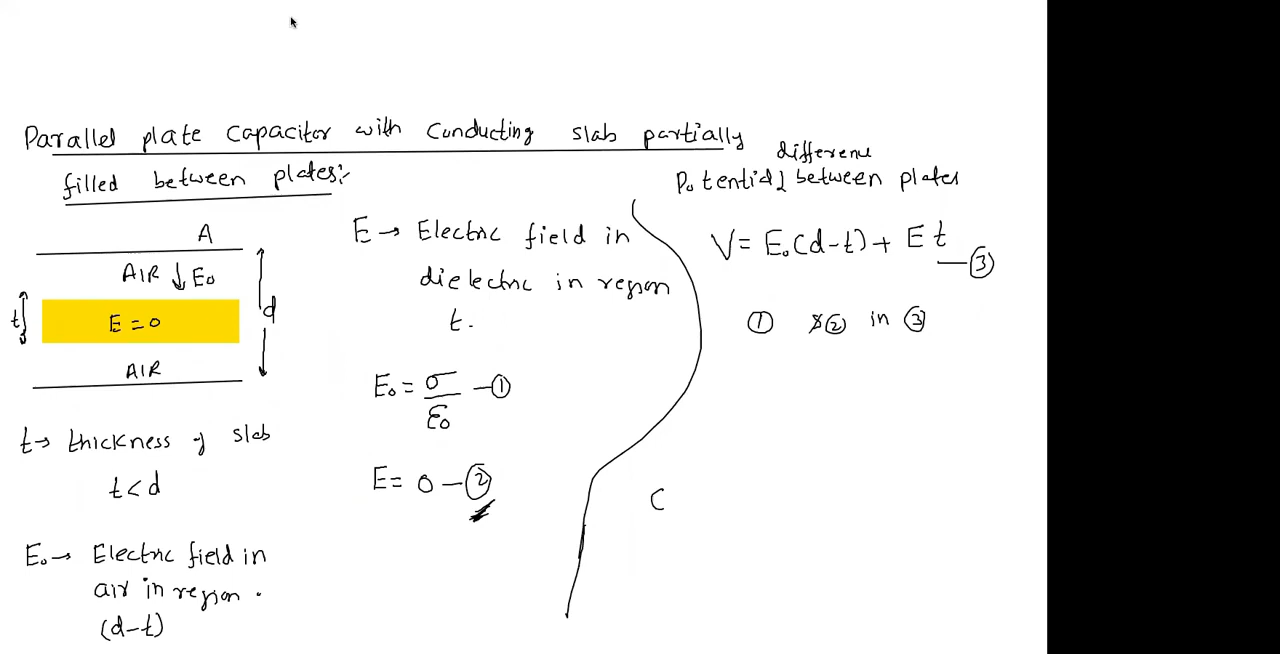 Parallel plate capacitor with conducting slab partially
filled between plates:-
A
AIR ↓ E₀
t
E = 0
d
AIR
t → thickness of slab
t < d
E₀ → Electric field in
air in region .
(d-t)
E → Electric field in
dielectric in region
t.
E₀ = σ/ε₀ — ①
E = 0 — ②
difference
Potential between plates
V = E₀(d-t) + E t — ③
① & ② in ③
C